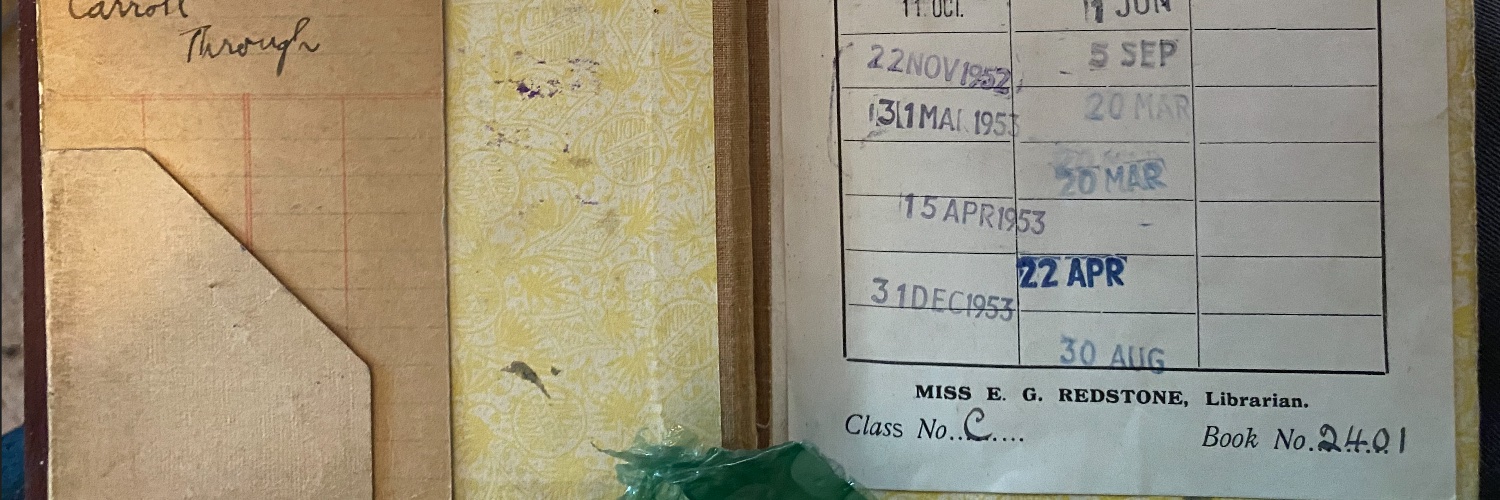 Carroll
Through
11 OCT.
22 NOV 1952
31 MAR 1953
15 APR 1953
31 DEC 1953
11 JUN
5 SEP
20 MAR
20 MAR
22 APR
30 AUG
MISS E. G. REDSTONE, Librarian.
Class No..C....
Book No.2401